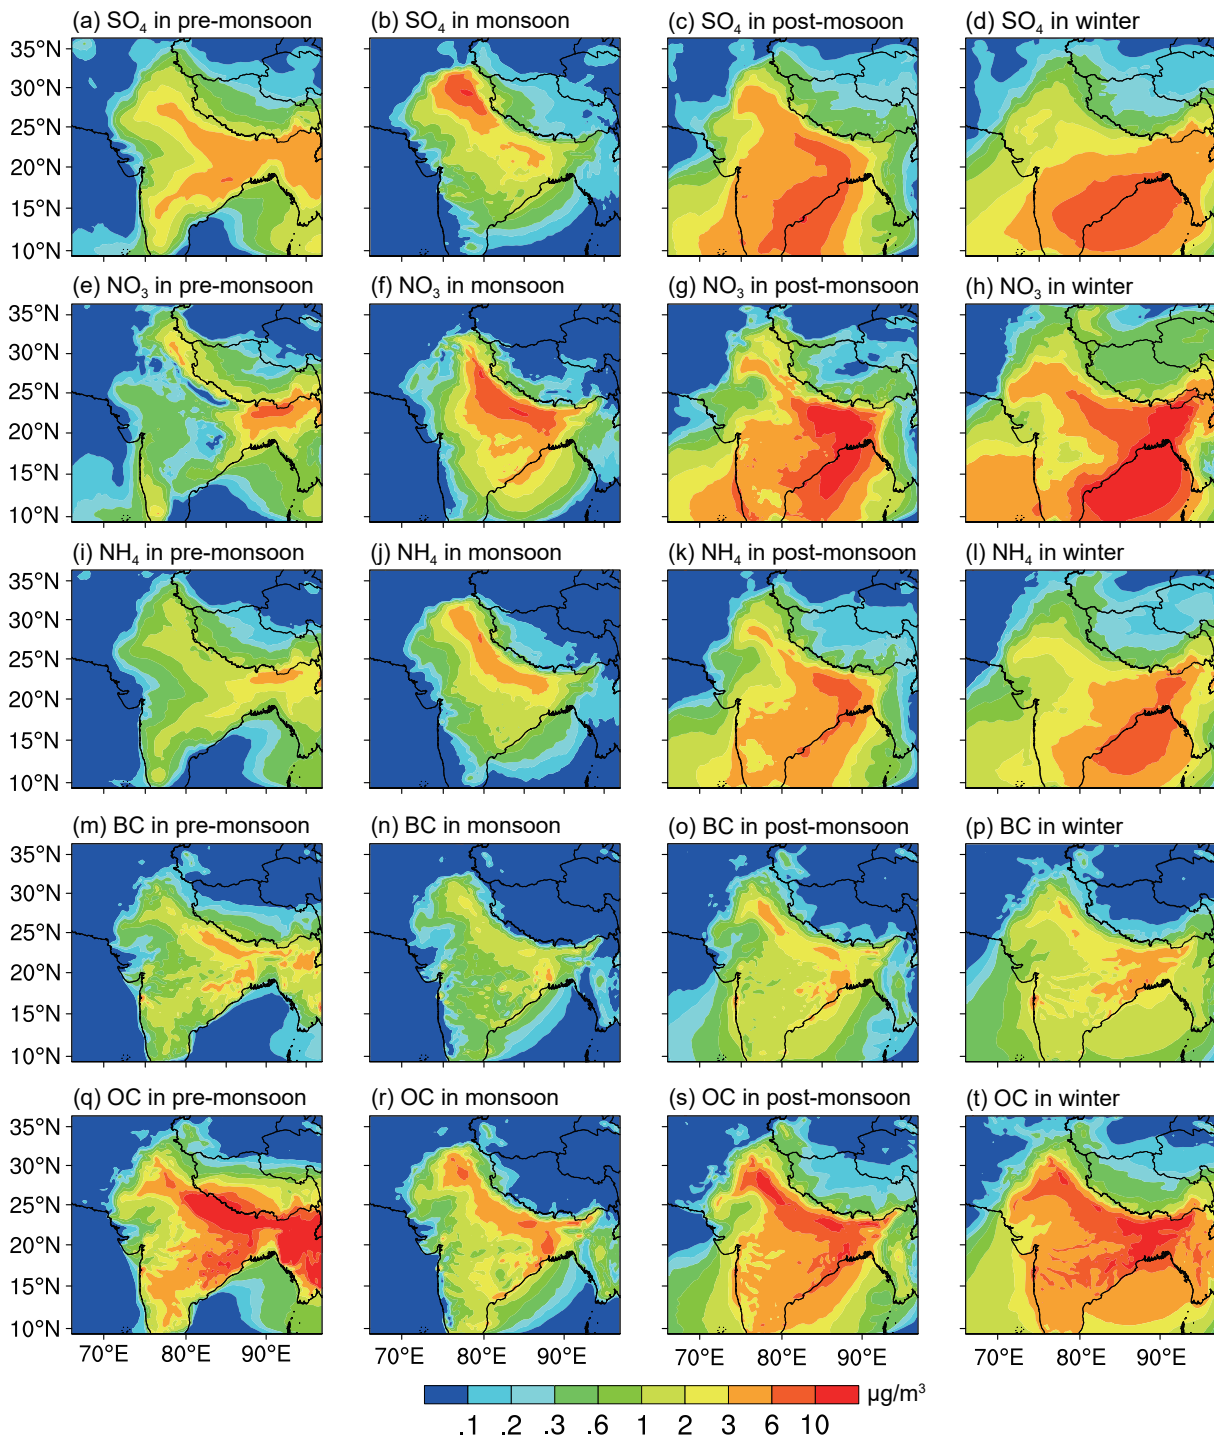 (a) SO₄ in pre-monsoon (b) SO₄ in monsoon (c) SO₄ in post-mosoon (d) SO₄ in winter
35°N
30°N
25°N
20°N
15°N
10°N
(e) NO₃ in pre-monsoon (f) NO₃ in monsoon (g) NO₃ in post-monsoon (h) NO₃ in winter
35°N
30°N
25°N
20°N
15°N
10°N
(i) NH₄ in pre-monsoon (j) NH₄ in monsoon (k) NH₄ in post-monsoon (l) NH₄ in winter
35°N
30°N
25°N
20°N
15°N
10°N
(m) BC in pre-monsoon (n) BC in monsoon (o) BC in post-monsoon (p) BC in winter
35°N
30°N
25°N
20°N
15°N
10°N
(q) OC in pre-monsoon (r) OC in monsoon (s) OC in post-monsoon (t) OC in winter
35°N
30°N
25°N
20°N
15°N
10°N
70°E 80°E 90°E 70°E 80°E 90°E 70°E 80°E 90°E 70°E 80°E 90°E
µg/m³
.1 .2 .3 .6 1 2 3 6 10